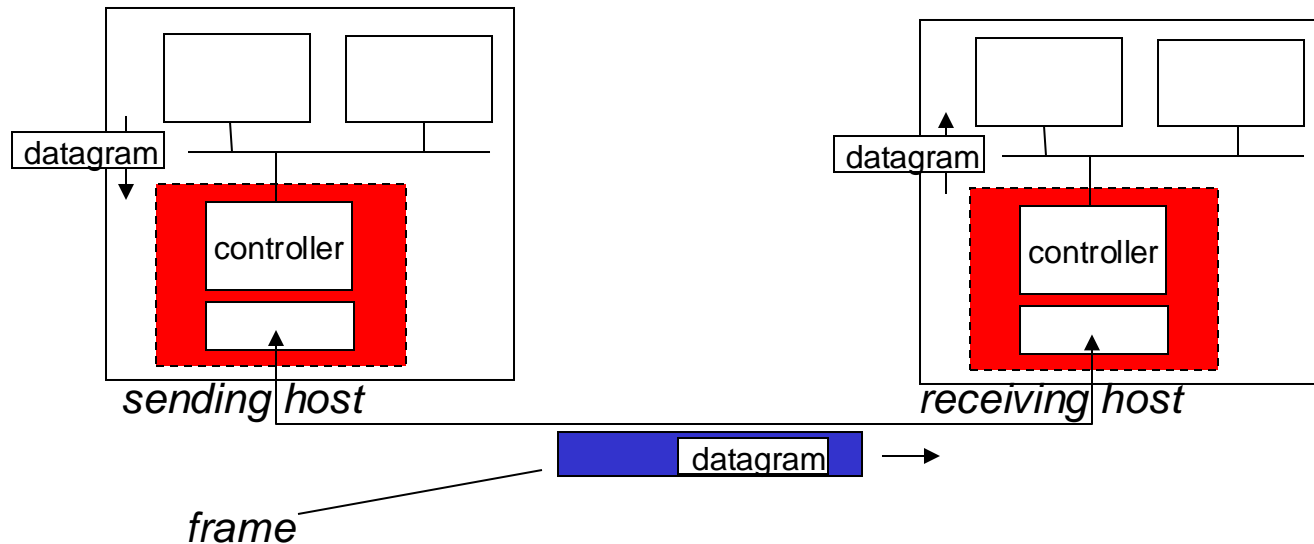 datagram
datagram
controller
controller
sending host
receiving host
datagram
frame